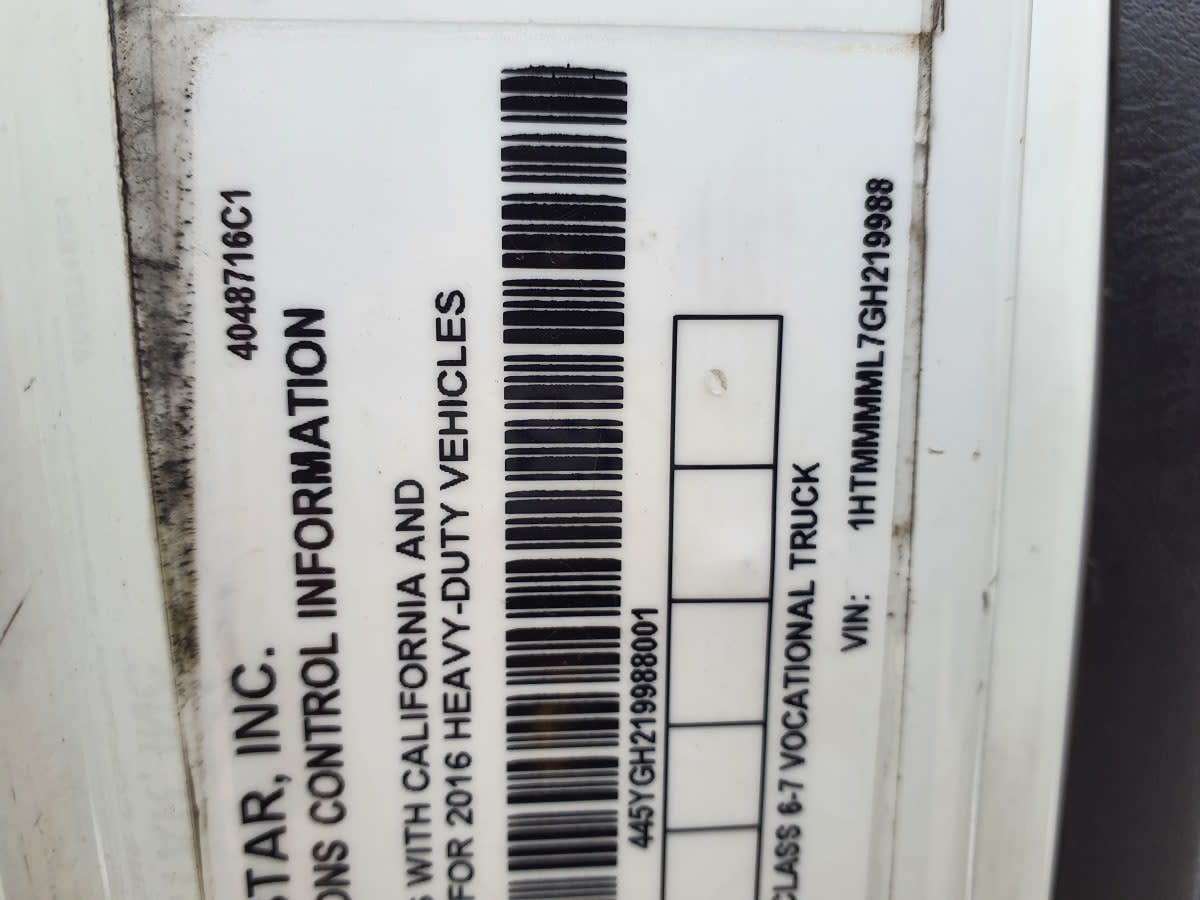 STAR, INC. 4048716C1
ONS CONTROL INFORMATION
S WITH CALIFORNIA AND
FOR 2016 HEAVY-DUTY VEHICLES
445YGH219988001
CLASS 6-7 VOCATIONAL TRUCK
VIN: 1HTMMMML7GH219988